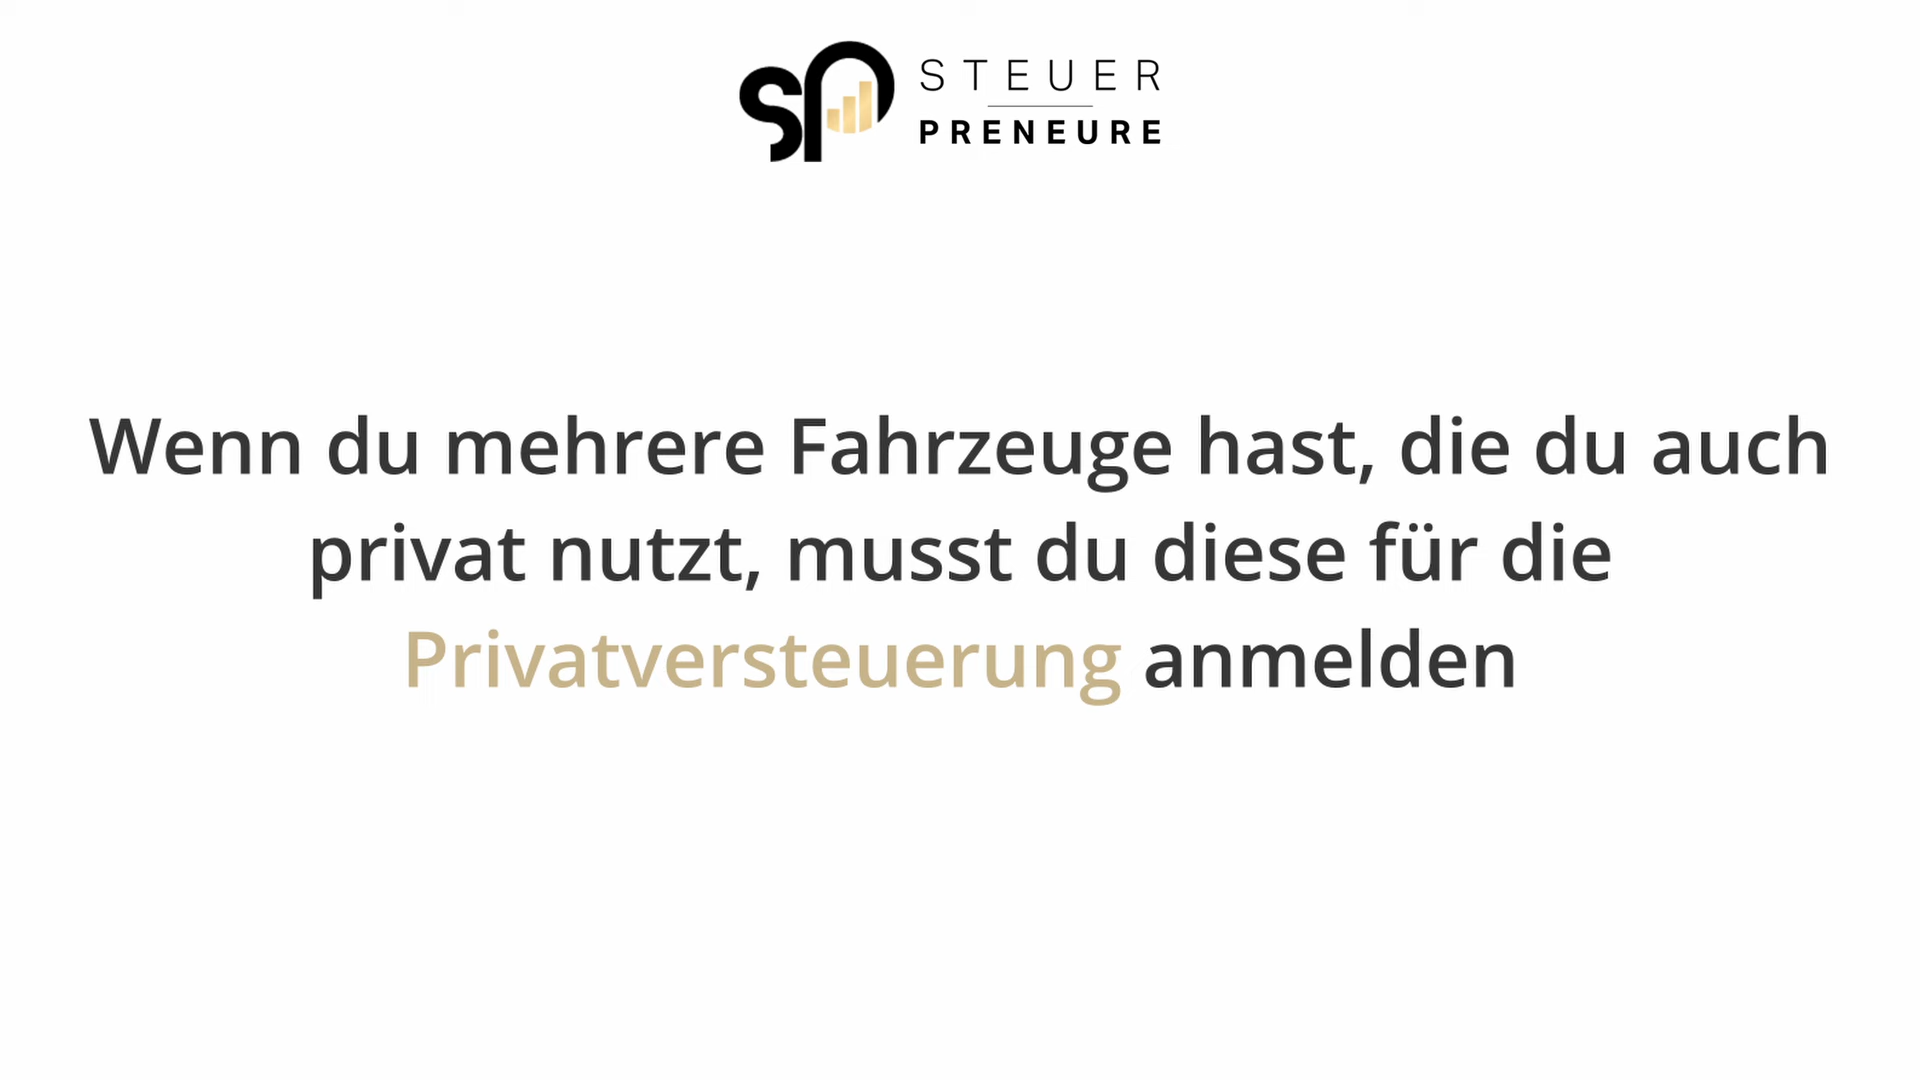 SP
STEUER
PRENEURE
Wenn du mehrere Fahrzeuge hast, die du auch
privat nutzt, musst du diese für die
Privatversteuerung anmelden